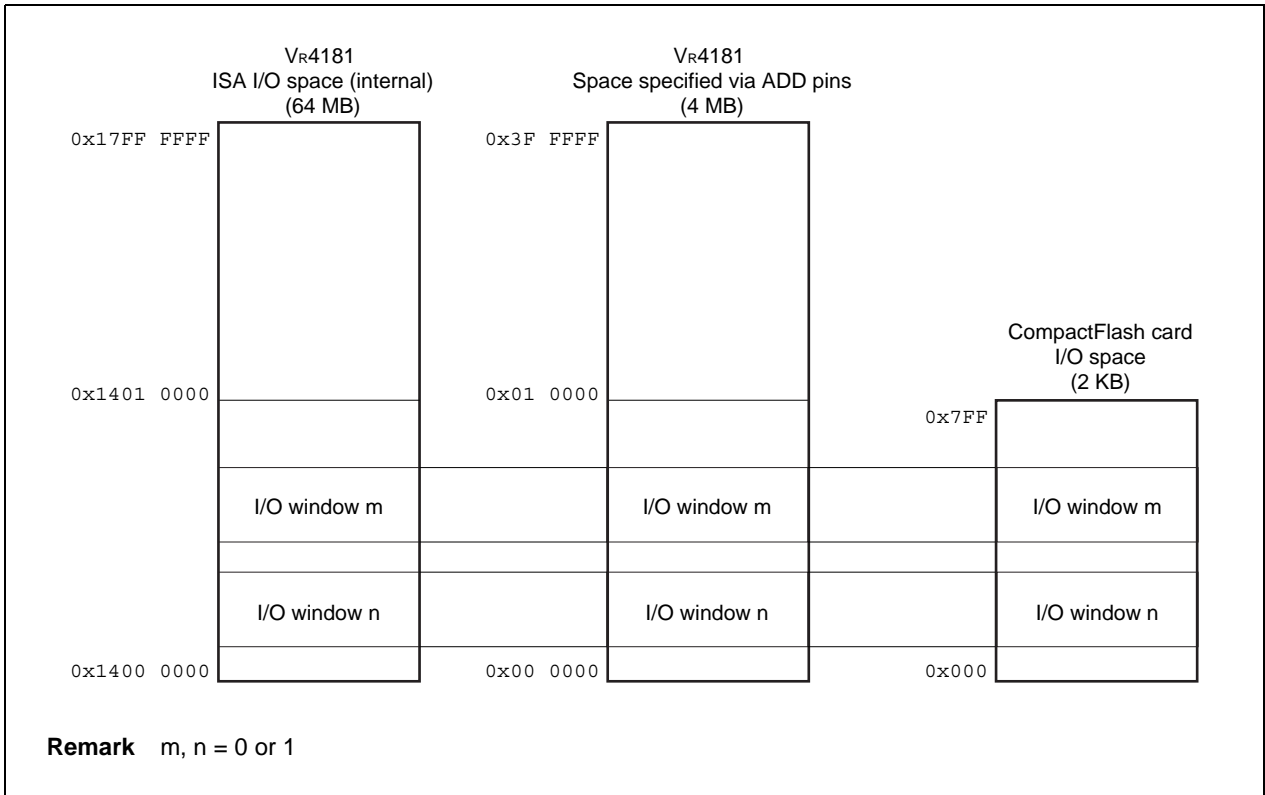 VR4181
ISA I/O space (internal)
(64 MB)
VR4181
Space specified via ADD pins
(4 MB)
0x17FF FFFF
0x3F FFFF
CompactFlash card
I/O space
(2 KB)
0x1401 0000
0x01 0000
0x7FF
I/O window m
I/O window m
I/O window m
I/O window n
I/O window n
I/O window n
0x1400 0000
0x00 0000
0x000
Remark m, n = 0 or 1